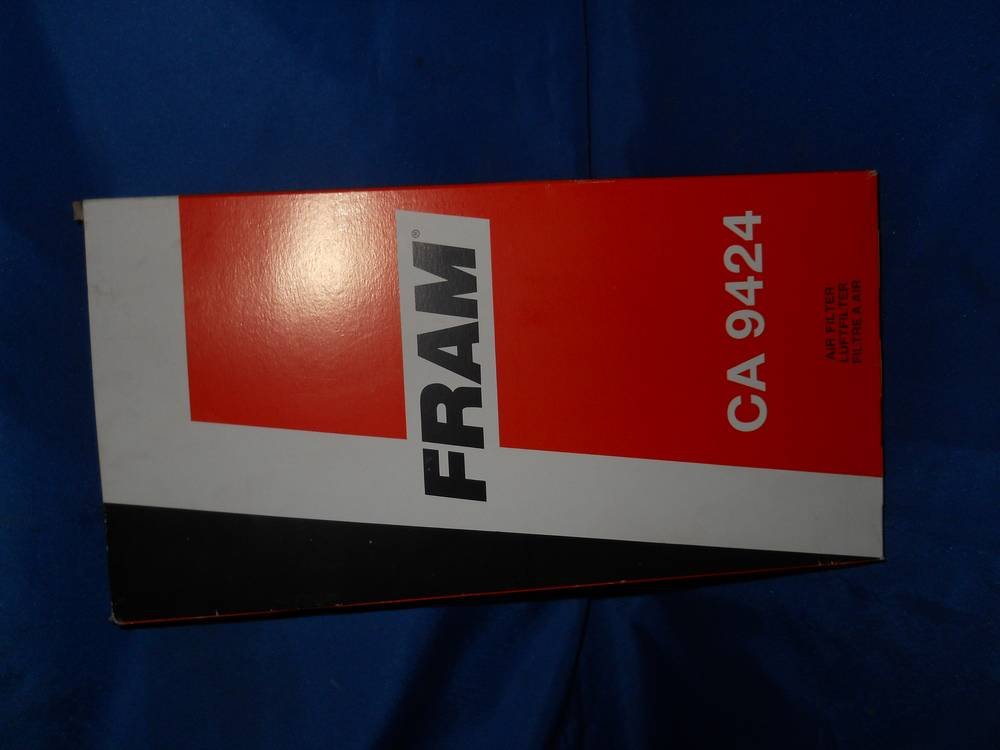 FRAM®
CA 9424
AIR FILTER
LUFTFILTER
FILTRE A AIR